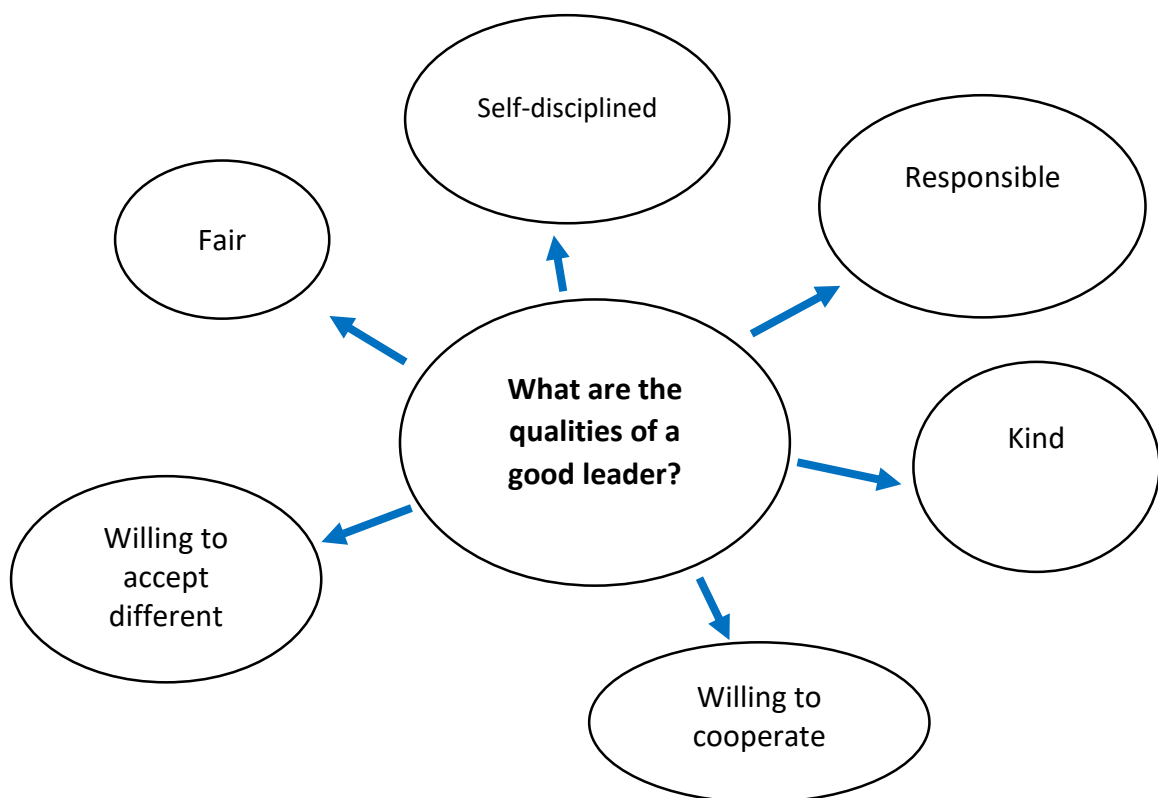 Self-disciplined
Responsible
Fair
What are the
qualities of a
good leader?
Kind
Willing to
accept
different
Willing to
cooperate